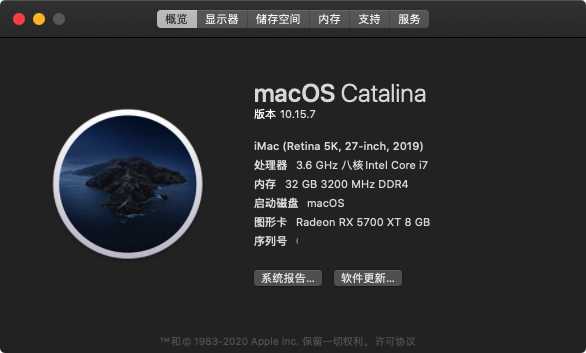 概览 显示器 储存空间 内存 支持 服务
macOS Catalina
版本 10.15.7
iMac (Retina 5K, 27-inch, 2019)
处理器 3.6 GHz 八核Intel Core i7
内存 32 GB 3200 MHz DDR4
启动磁盘 macOS
图形卡 Radeon RX 5700 XT 8 GB
序列号
系统报告... 软件更新...
™和© 1983-2020 Apple Inc. 保留一切权利。许可协议